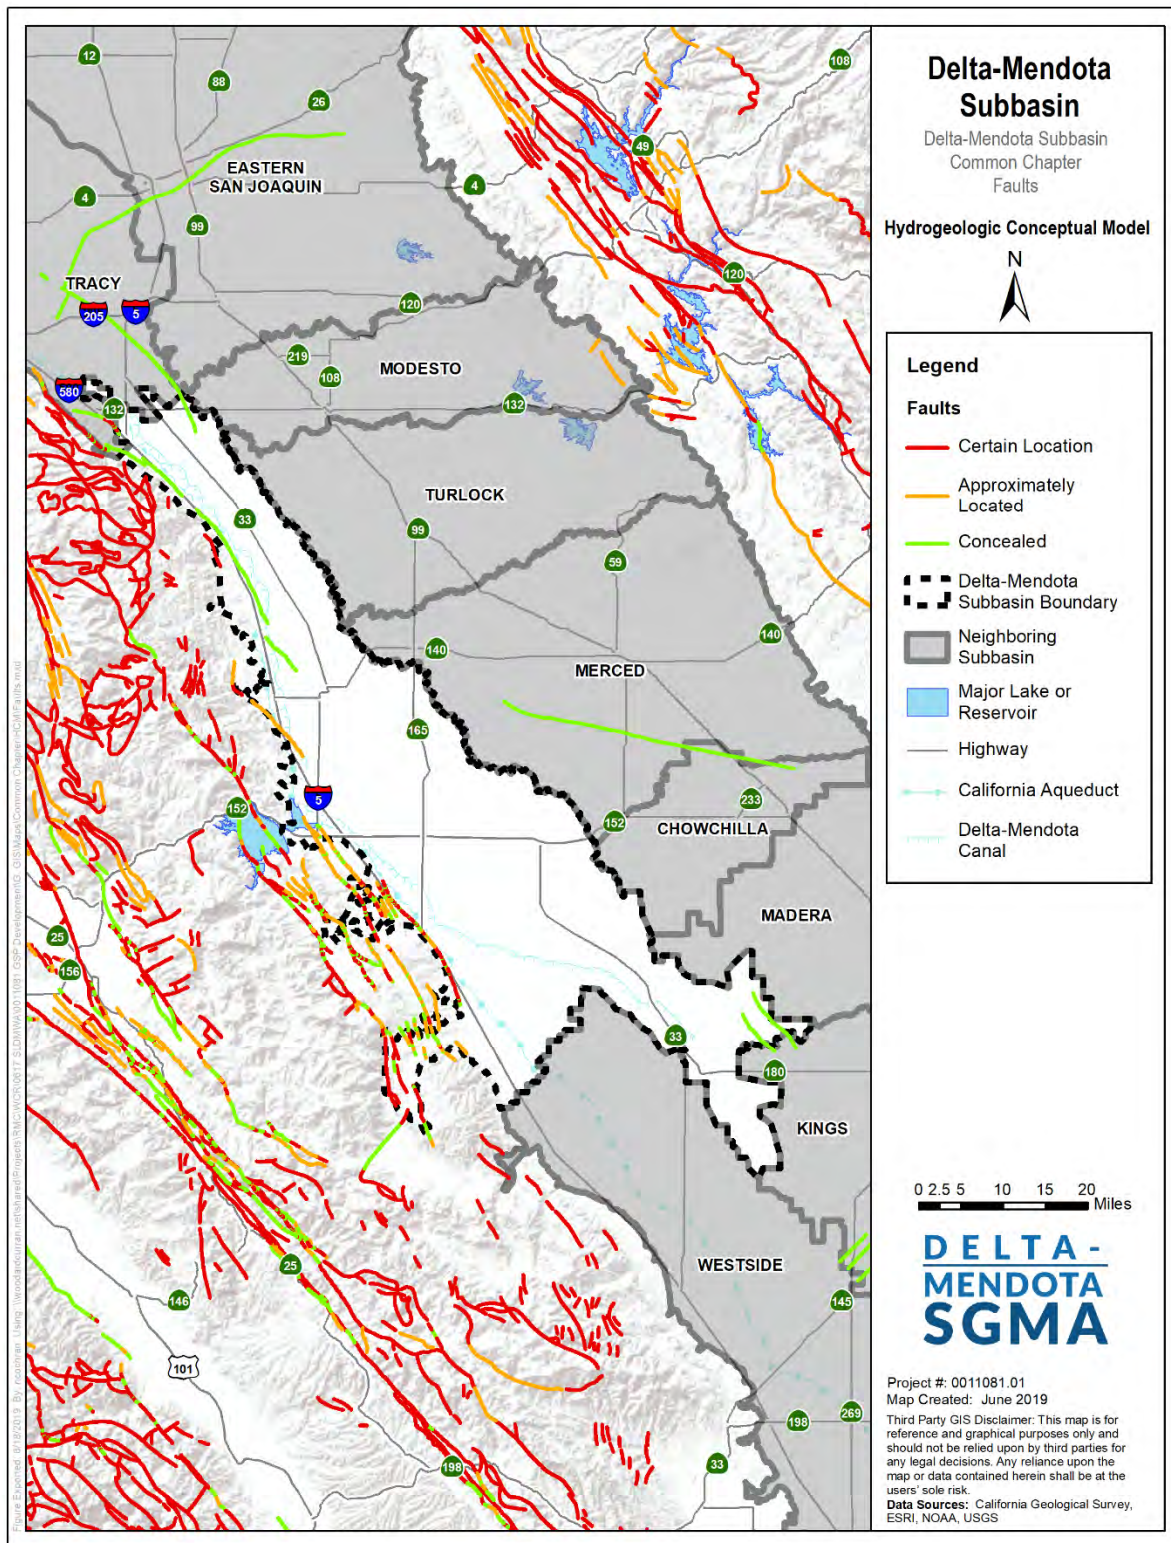 Delta-Mendota
Subbasin
Delta-Mendota Subbasin
Common Chapter
Faults
Hydrogeologic Conceptual Model
N
Legend
Faults
Certain Location
Approximately
Located
Concealed
Delta-Mendota
Subbasin Boundary
Neighboring
Subbasin
Major Lake or
Reservoir
Highway
California Aqueduct
Delta-Mendota
Canal
0 2.5 5 10 15 20
Miles
DELTA-
MENDOTA
SGMA
Project #: 0011081.01
Map Created: June 2019
Third Party GIS Disclaimer: This map is for
reference and graphical purposes only and
should not be relied upon by third parties for
any legal decisions. Any reliance upon the
map or data contained herein shall be at the
users' sole risk.
Data Sources: California Geological Survey,
ESRI, NOAA, USGS
12
88
26
108
EASTERN
SAN JOAQUIN
49
4
4
99
TRACY
120
205
5
120
219
108
MODESTO
580
132
132
TURLOCK
33
99
59
140
140
MERCED
165
5
152
233
152
CHOWCHILLA
MADERA
25
156
33
180
KINGS
WESTSIDE
25
146
145
101
198
269
198
33